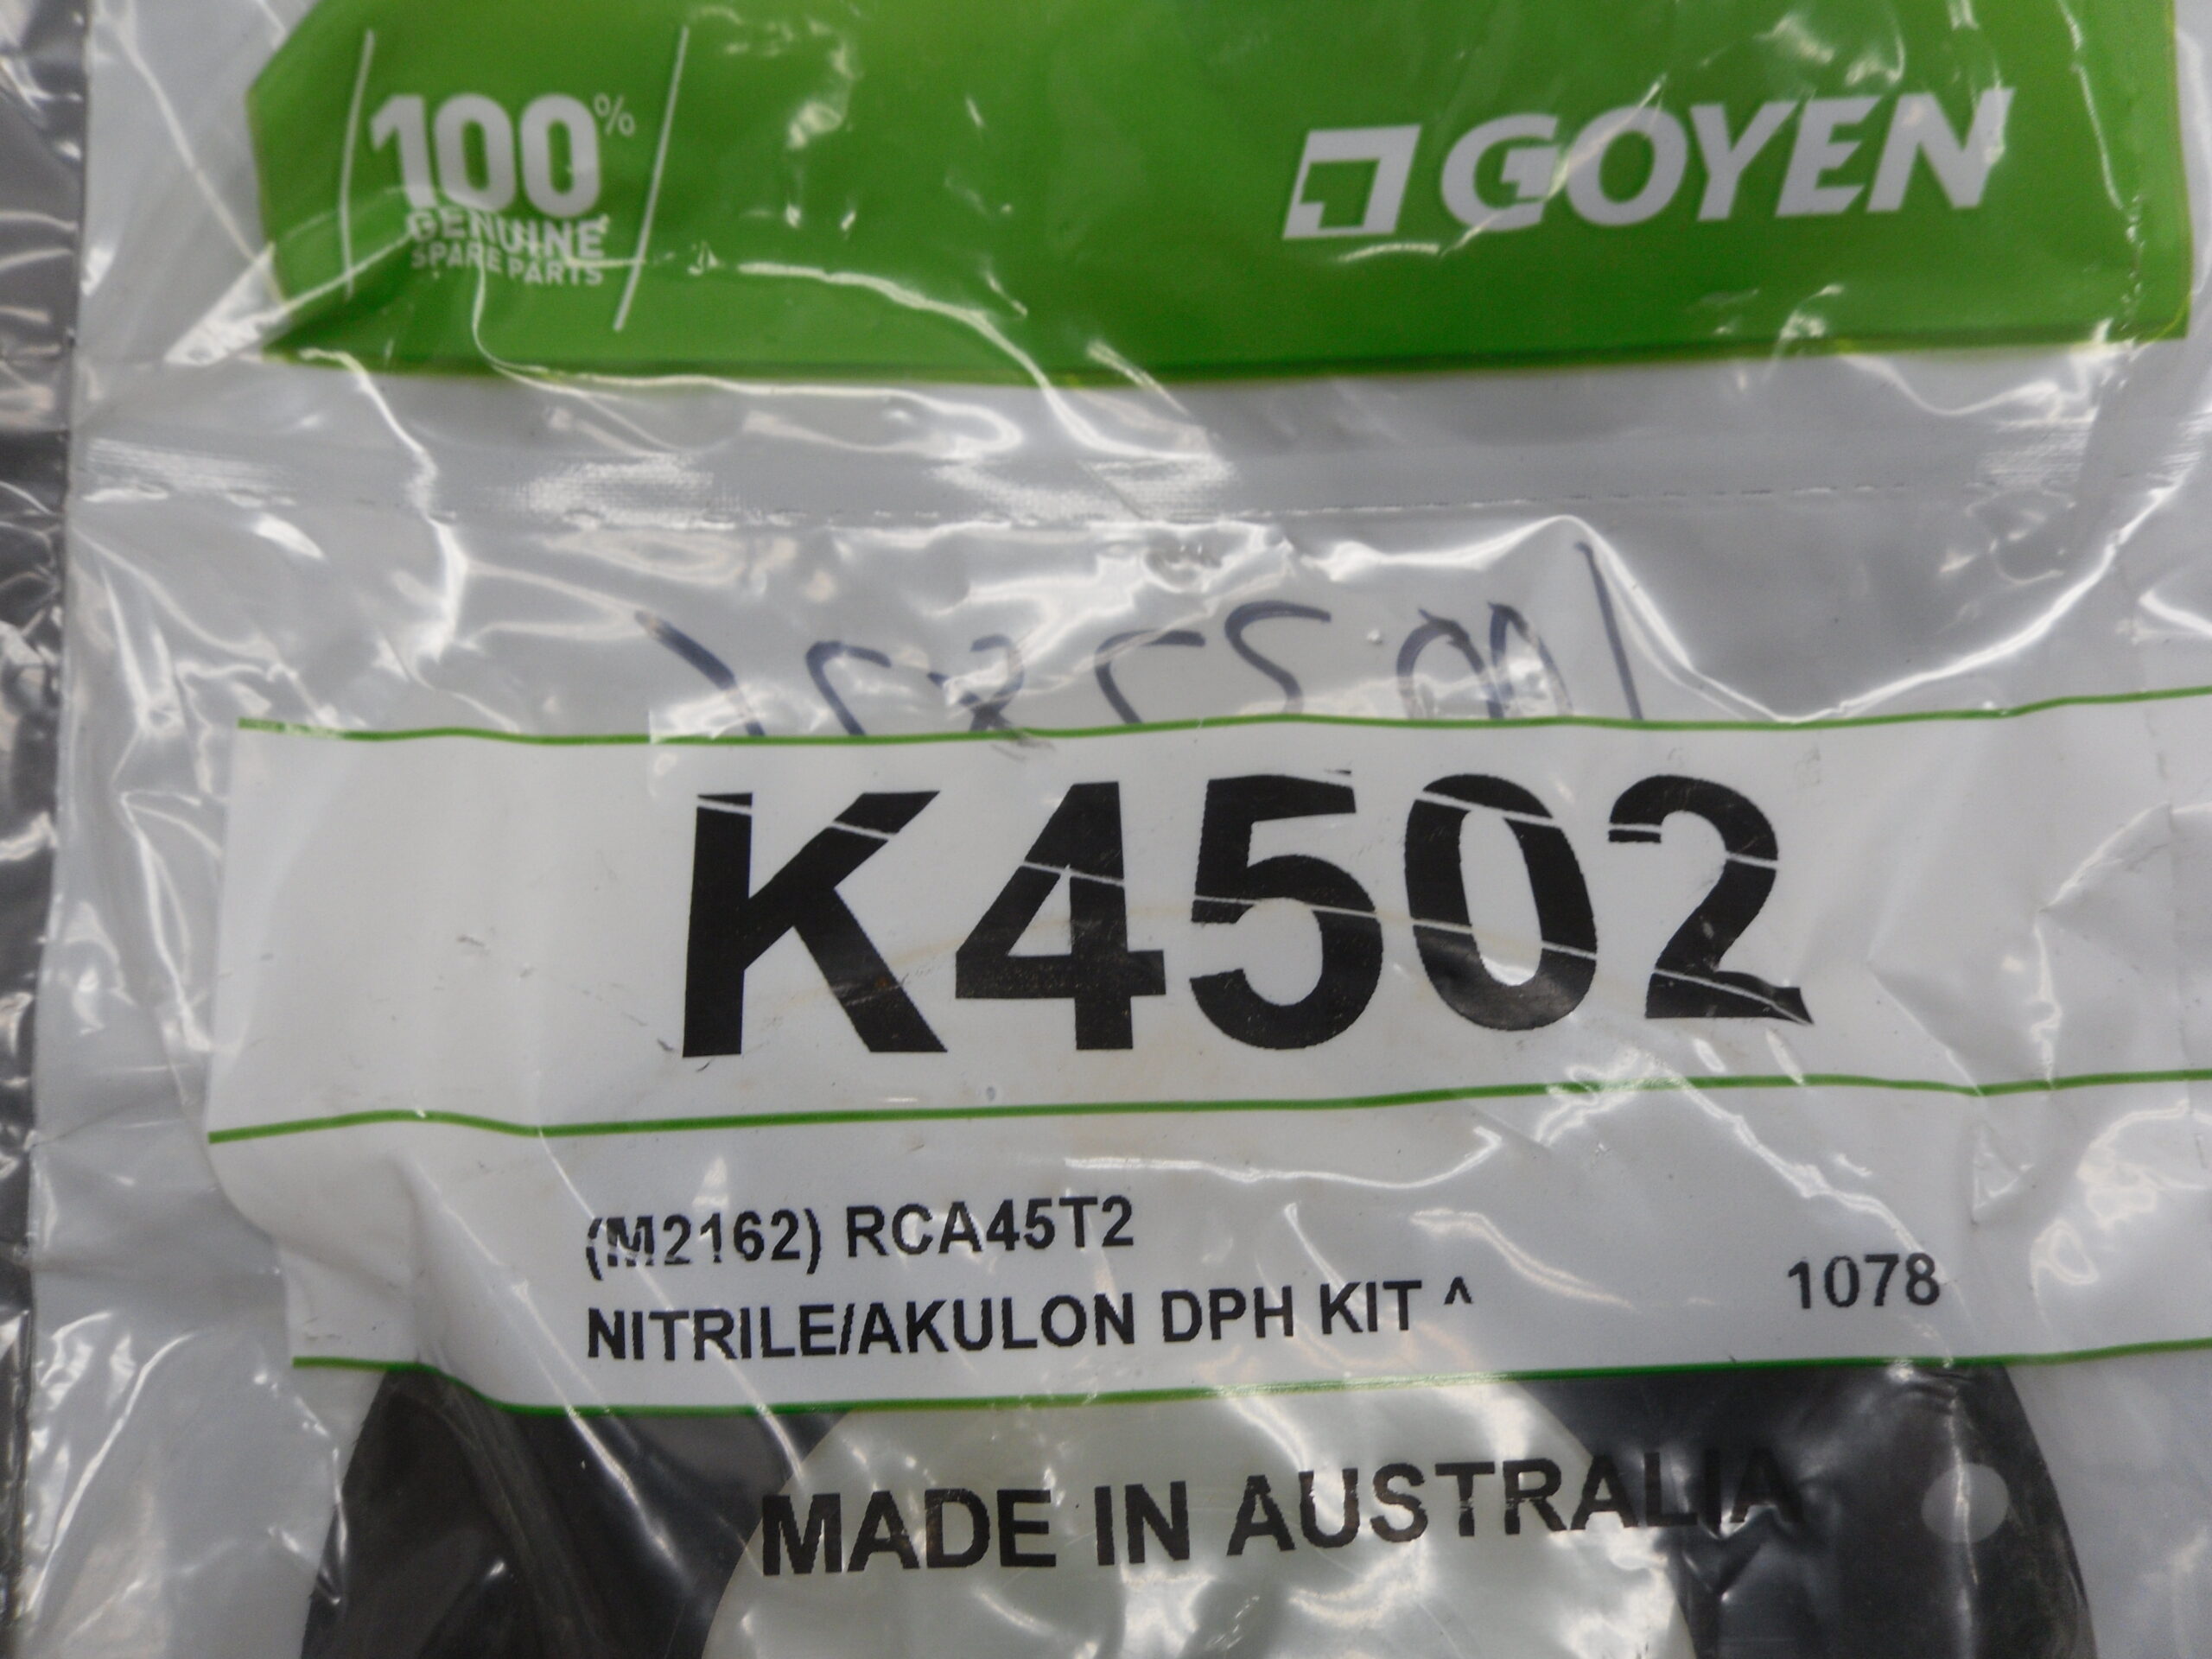 100%
GENUINE
SPARE PARTS
GOYEN
K4502
(M2162) RCA45T2
NITRILE/AKULON DPH KIT ^
1078
MADE IN AUSTRALIA